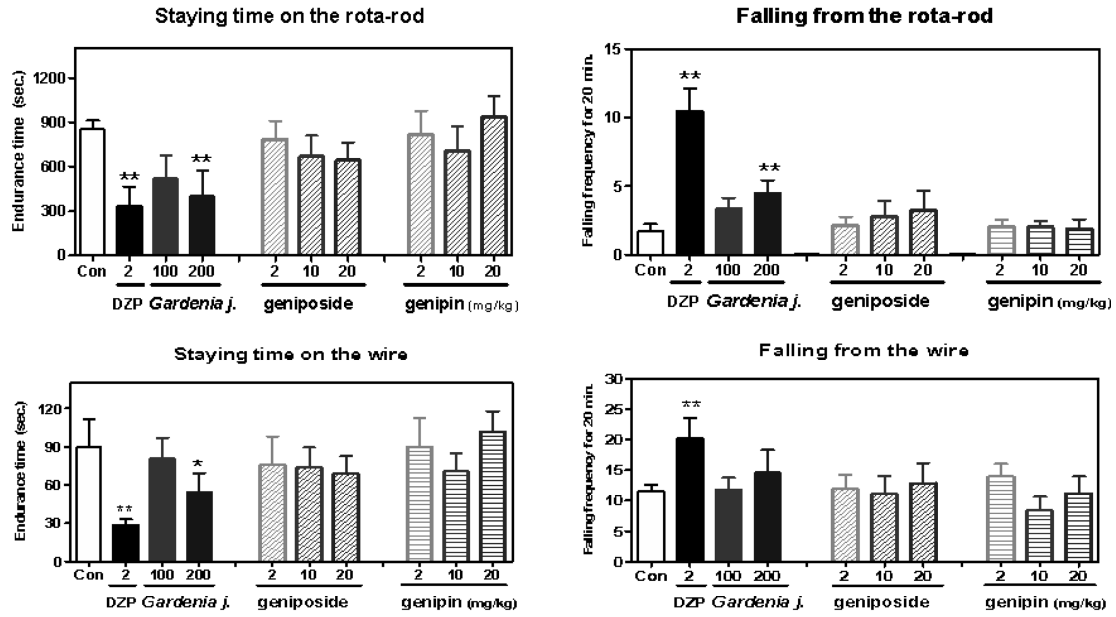 Staying time on the rota-rod
Endurance time (sec.)
1200
900
600
300
0
**
**
Con 2 100 200 2 10 20 2 10 20
DZP Gardenia j. geniposide genipin (mg/kg)
Falling from the rota-rod
Falling frequency for 20 min.
15
10
5
0
**
**
Con 2 100 200 2 10 20 2 10 20
DZP Gardenia j. geniposide genipin (mg/kg)
Staying time on the wire
Endurance time (sec.)
120
90
60
30
0
**
*
Con 2 100 200 2 10 20 2 10 20
DZP Gardenia j. geniposide genipin (mg/kg)
Falling from the wire
Falling frequency for 20 min.
30
25
20
15
10
5
0
**
Con 2 100 200 2 10 20 2 10 20
DZP Gardenia j. geniposide genipin (mg/kg)